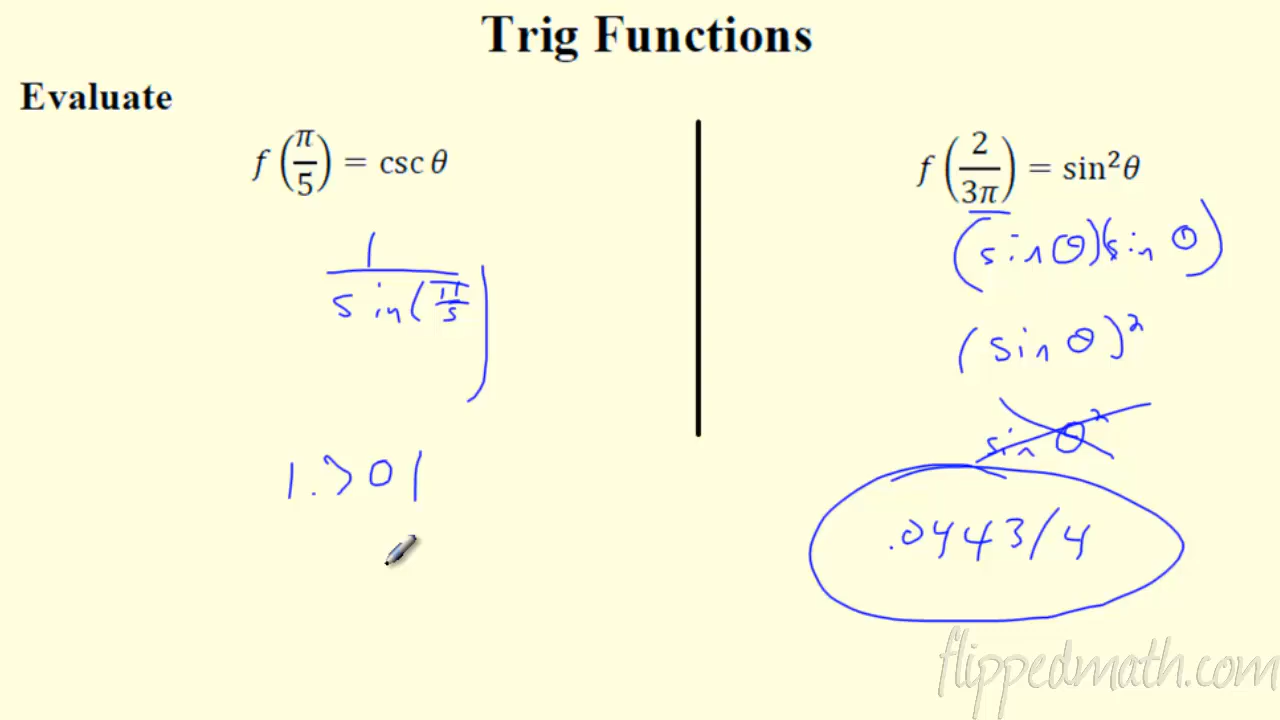 Trig Functions
Evaluate
f(π/5) = csc θ
1/sin(π/5)
1.701
f(2/3π) = sin²θ
(sin θ)(sin θ)
(sin θ)²
sin θ²
.0443/4
flippedmath.com